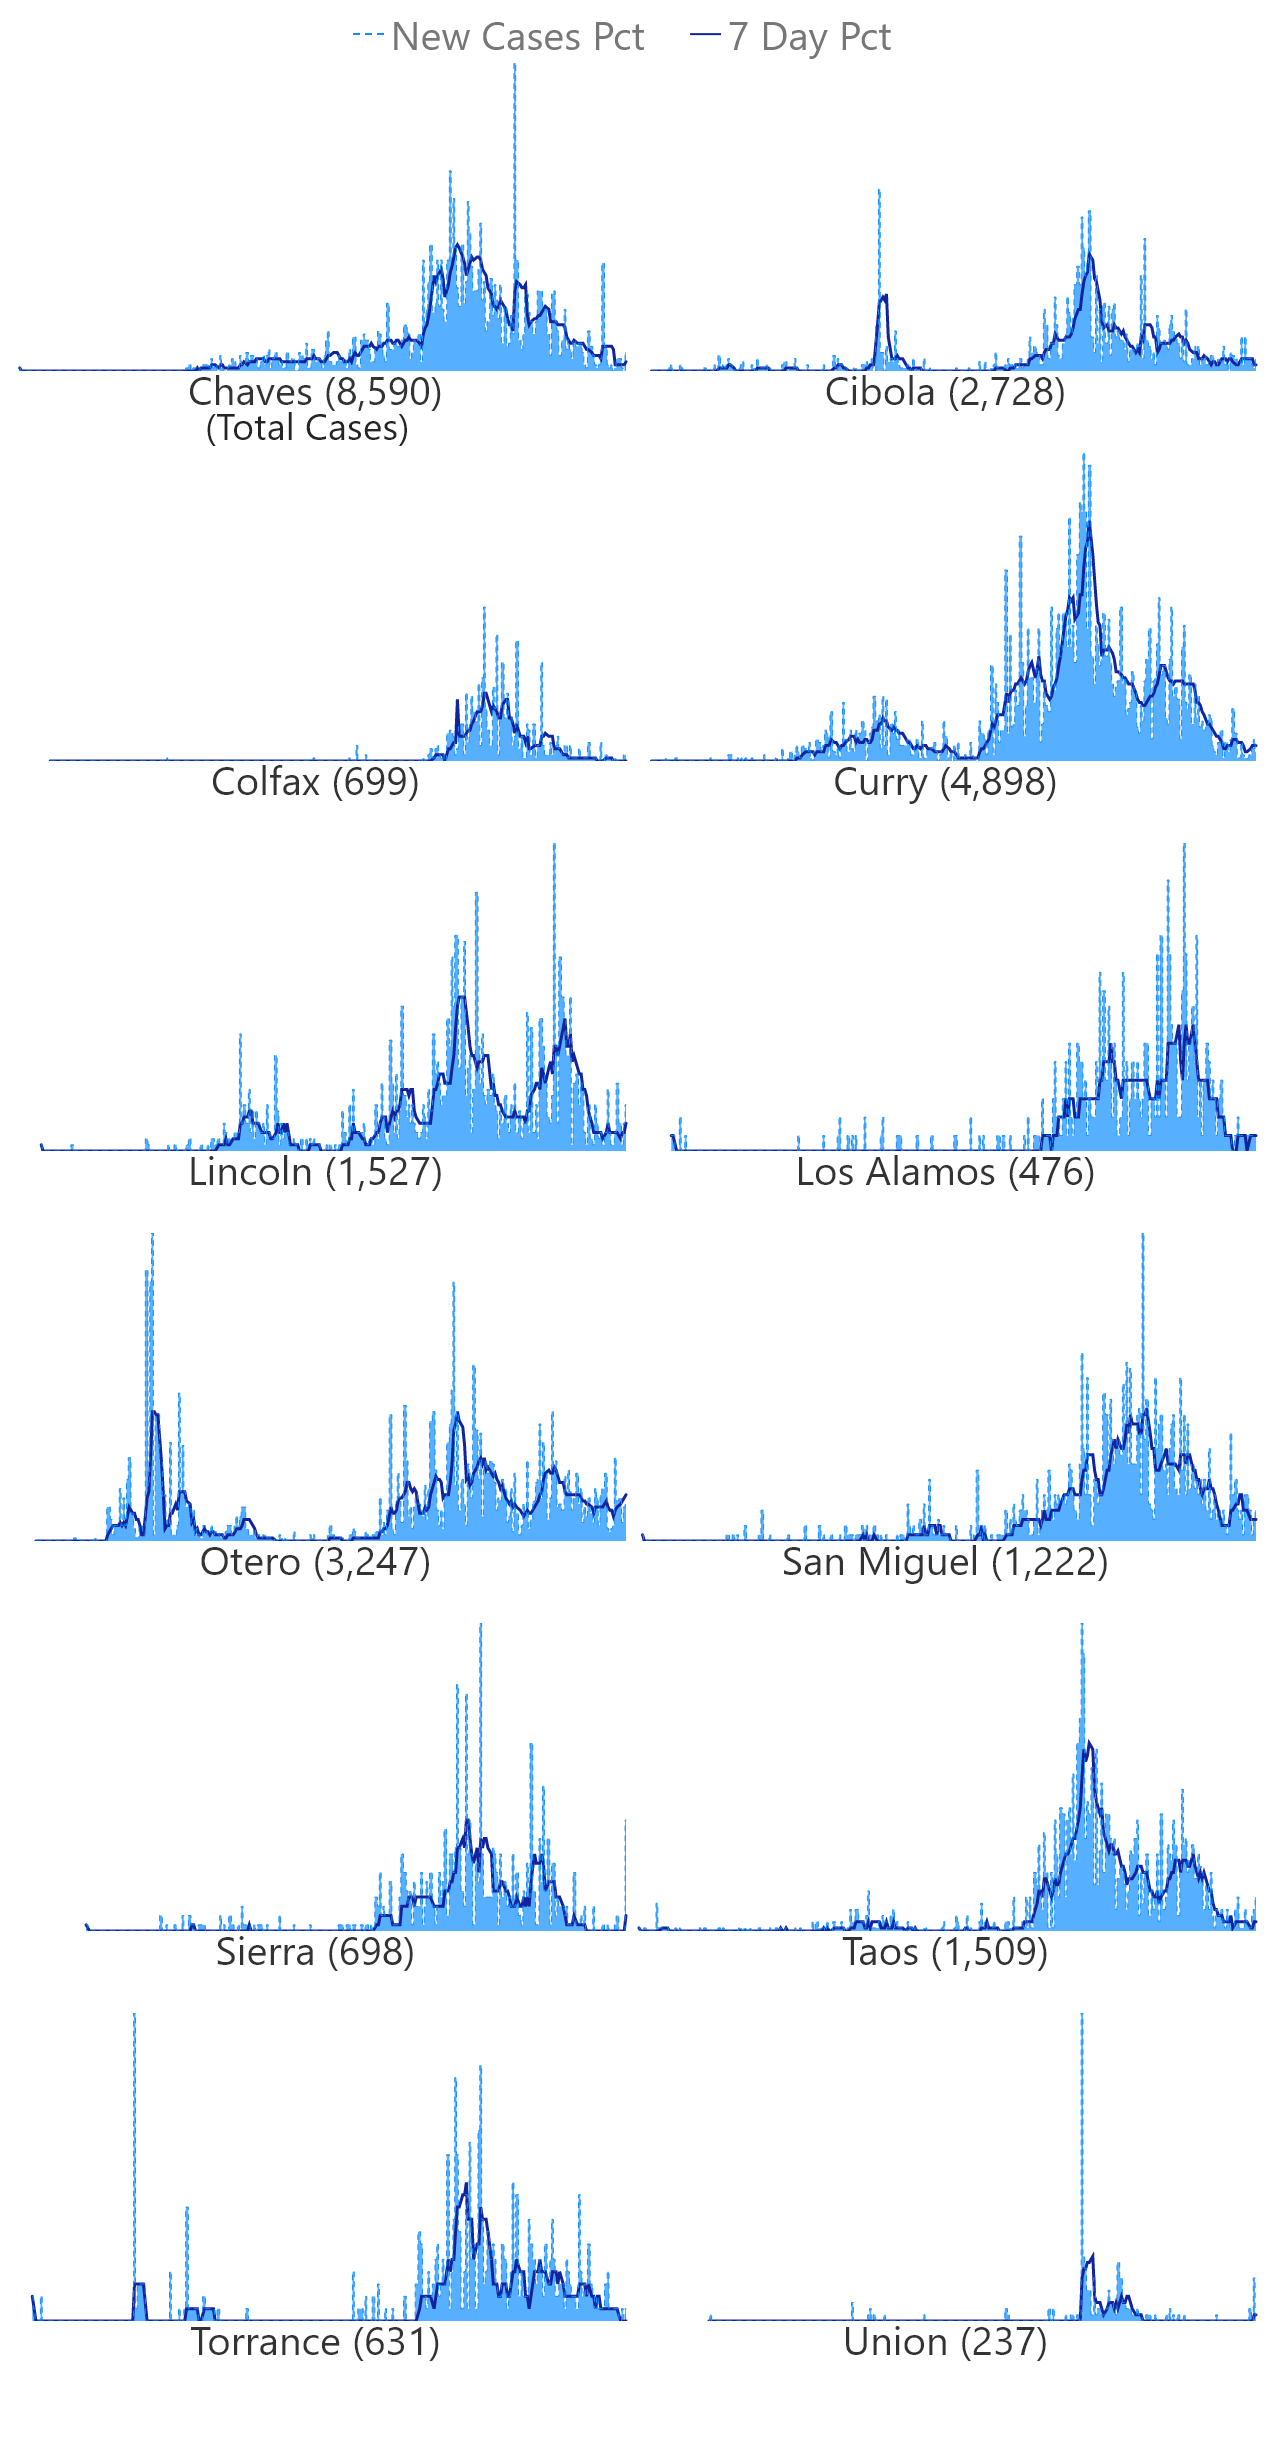 New Cases Pct 7 Day Pct
Chaves (8,590) Cibola (2,728)
(Total Cases)
Colfax (699) Curry (4,898)
Lincoln (1,527) Los Alamos (476)
Otero (3,247) San Miguel (1,222)
Sierra (698) Taos (1,509)
Torrance (631) Union (237)